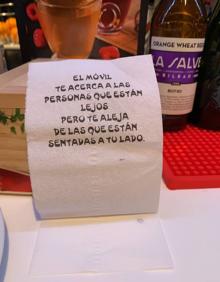 EL MÓVIL
TE ACERCA A LAS
PERSONAS QUE ESTÁN
LEJOS
PERO TE ALEJA
DE LAS QUE ESTÁN
SENTADAS A TU LADO.
ORANGE WHEAT BEER
LA SALVE
BILBAO